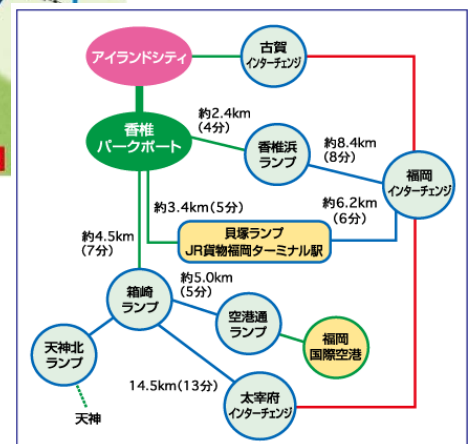 アイランドシティ
古賀
インターチェンジ
香椎
パークポート
約2.4km
(4分)
香椎浜
ランプ
約8.4km
(8分)
福岡
インターチェンジ
約6.2km
(6分)
約3.4km(5分)
貝塚ランプ
JR貨物福岡ターミナル駅
約4.5km
(7分)
箱崎
ランプ
約5.0km
(5分)
空港通
ランプ
福岡
国際空港
天神北
ランプ
天神
14.5km(13分)
太宰府
インターチェンジ